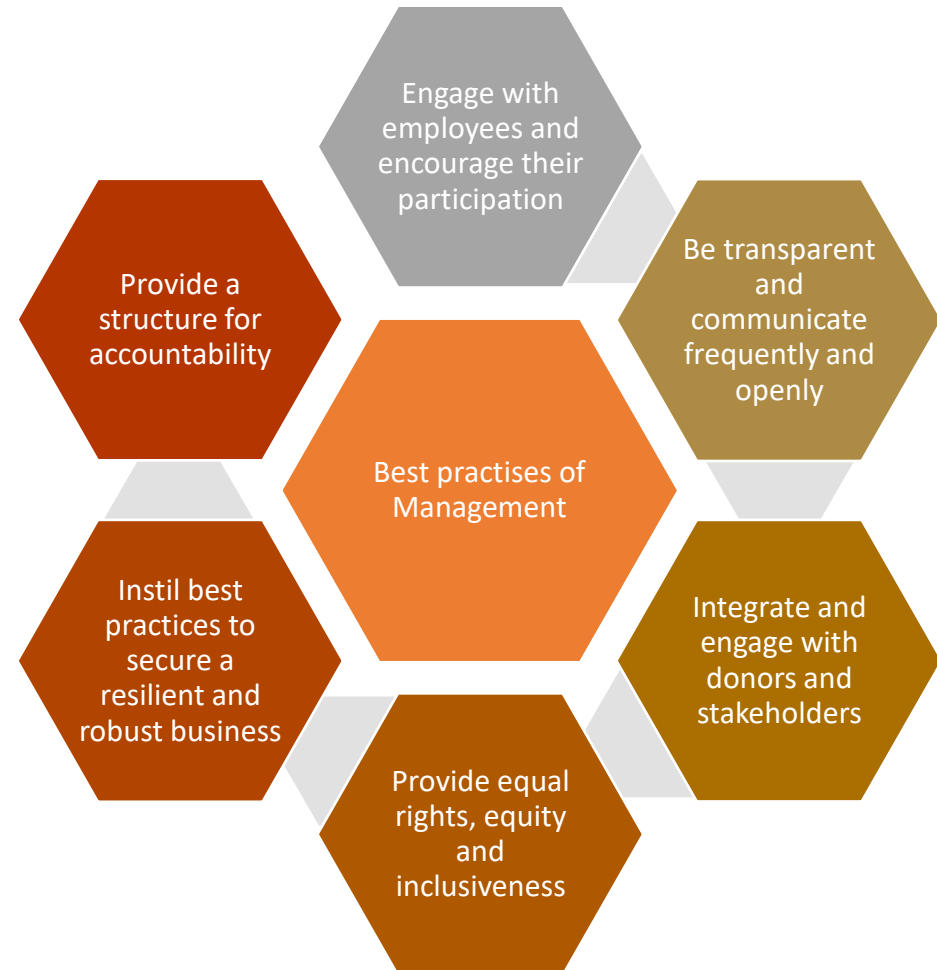 Engage with
employees and
encourage their
participation
Be transparent
and
communicate
frequently and
openly
Integrate and
engage with
donors and
stakeholders
Provide equal
rights, equity
and
inclusiveness
Instil best
practices to
secure a
resilient and
robust business
Provide a
structure for
accountability
Best practises of
Management